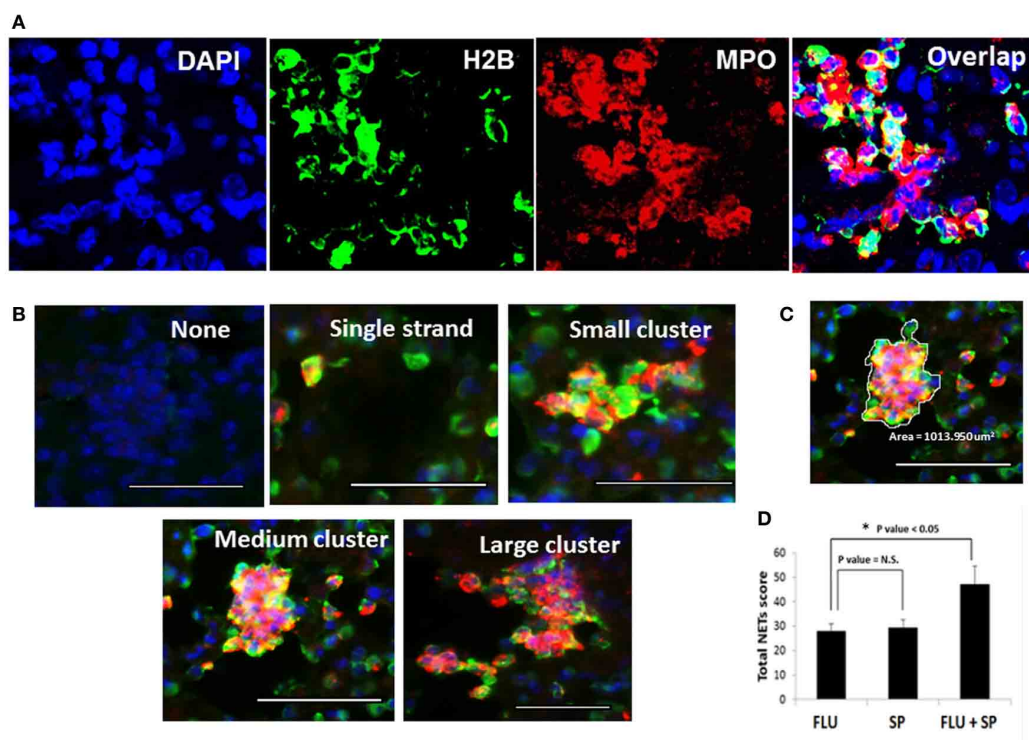 A
DAPI
H2B
MPO
Overlap
B
None
Single strand
Small cluster
Medium cluster
Large cluster
C
Area = 1013.950 um²
D
* P value < 0.05
P value = N.S.
Total NETs score
60
50
40
30
20
10
0
FLU
SP
FLU + SP